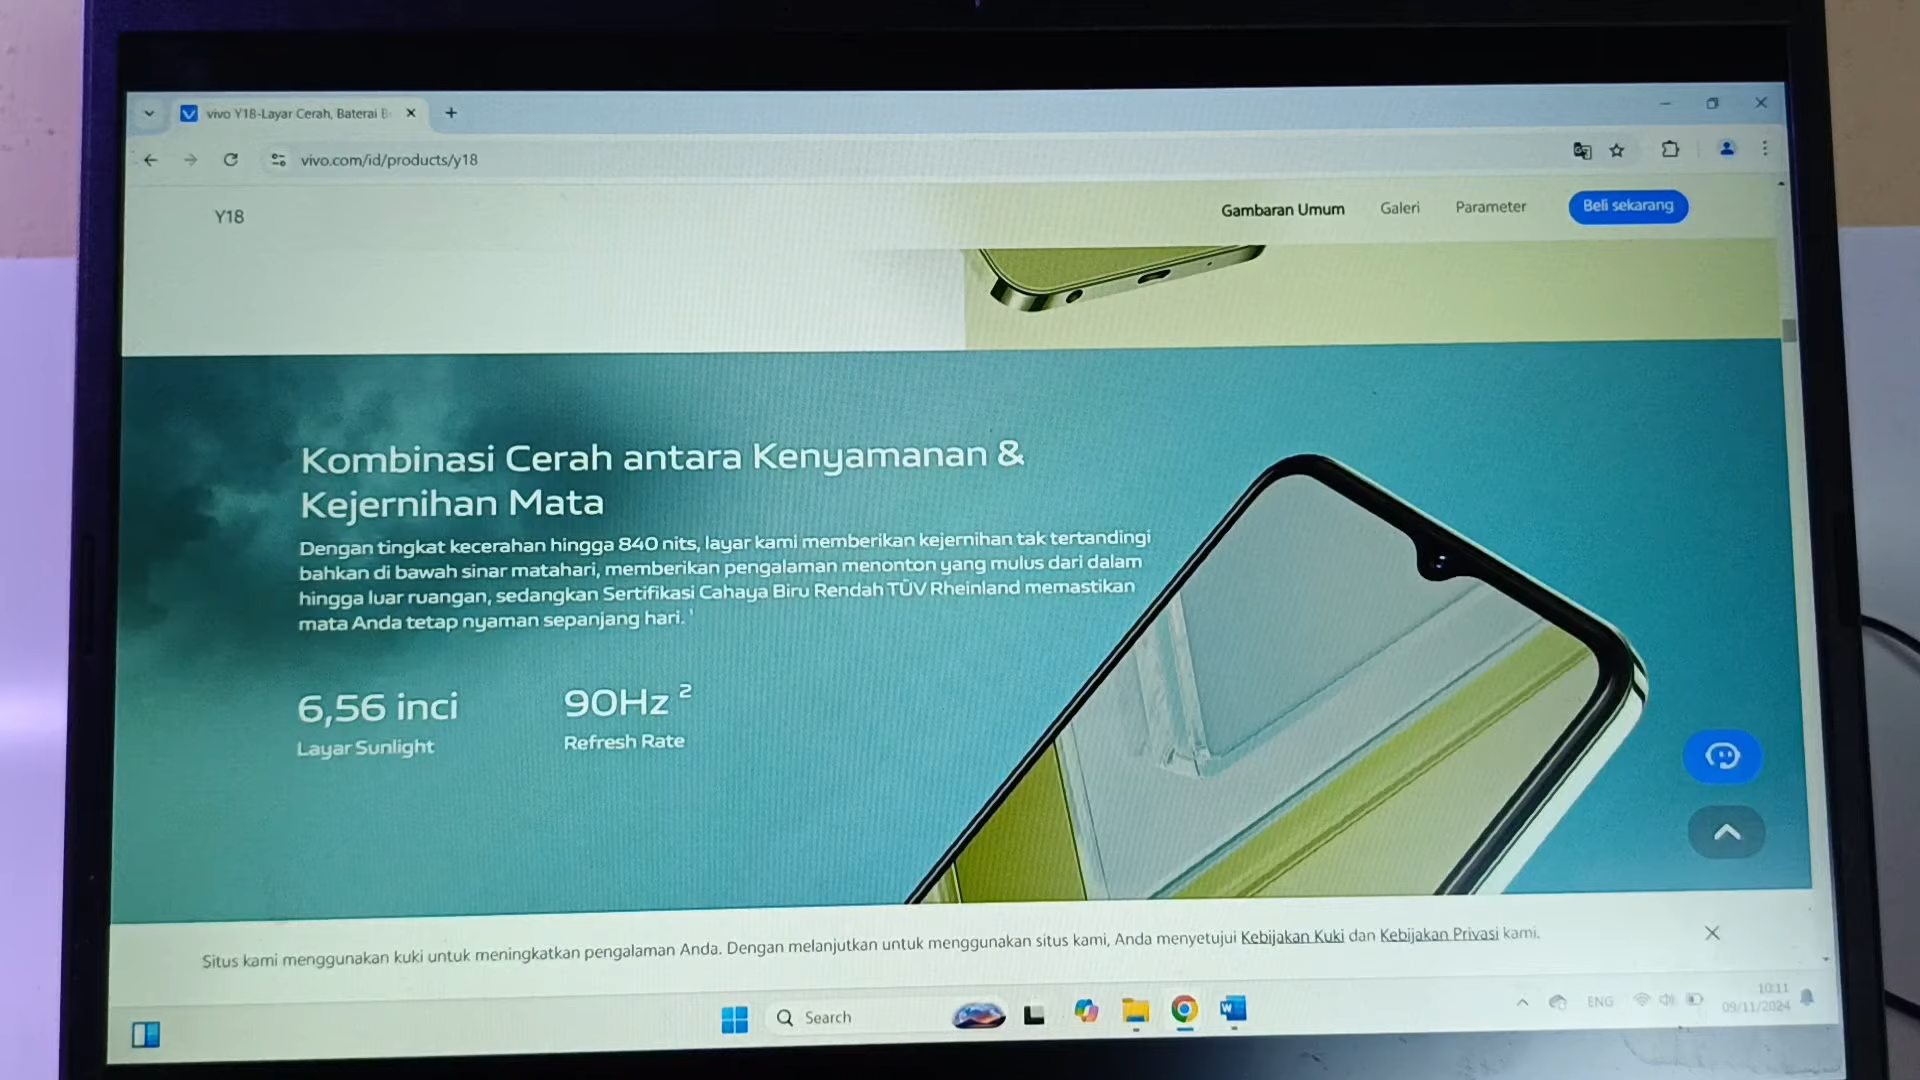 vivo Y18-Layar Cerah, Baterai B
vivo.com/id/products/y18
Y18
Gambaran Umum
Galeri
Parameter
Beli sekarang
Kombinasi Cerah antara Kenyamanan &
Kejernihan Mata
Dengan tingkat kecerahan hingga 840 nits, layar kami memberikan kejernihan tak tertandingi
bahkan di bawah sinar matahari, memberikan pengalaman menonton yang mulus dari dalam
hingga luar ruangan, sedangkan Sertifikasi Cahaya Biru Rendah TÜV Rheinland memastikan
mata Anda tetap nyaman sepanjang hari. ¹
6,56 inci
Layar Sunlight
90Hz ²
Refresh Rate
Situs kami menggunakan kuki untuk meningkatkan pengalaman Anda. Dengan melanjutkan untuk menggunakan situs kami, Anda menyetujui Kebijakan Kuki dan Kebijakan Privasi kami.
Search
ENG
10:11
09/11/2024